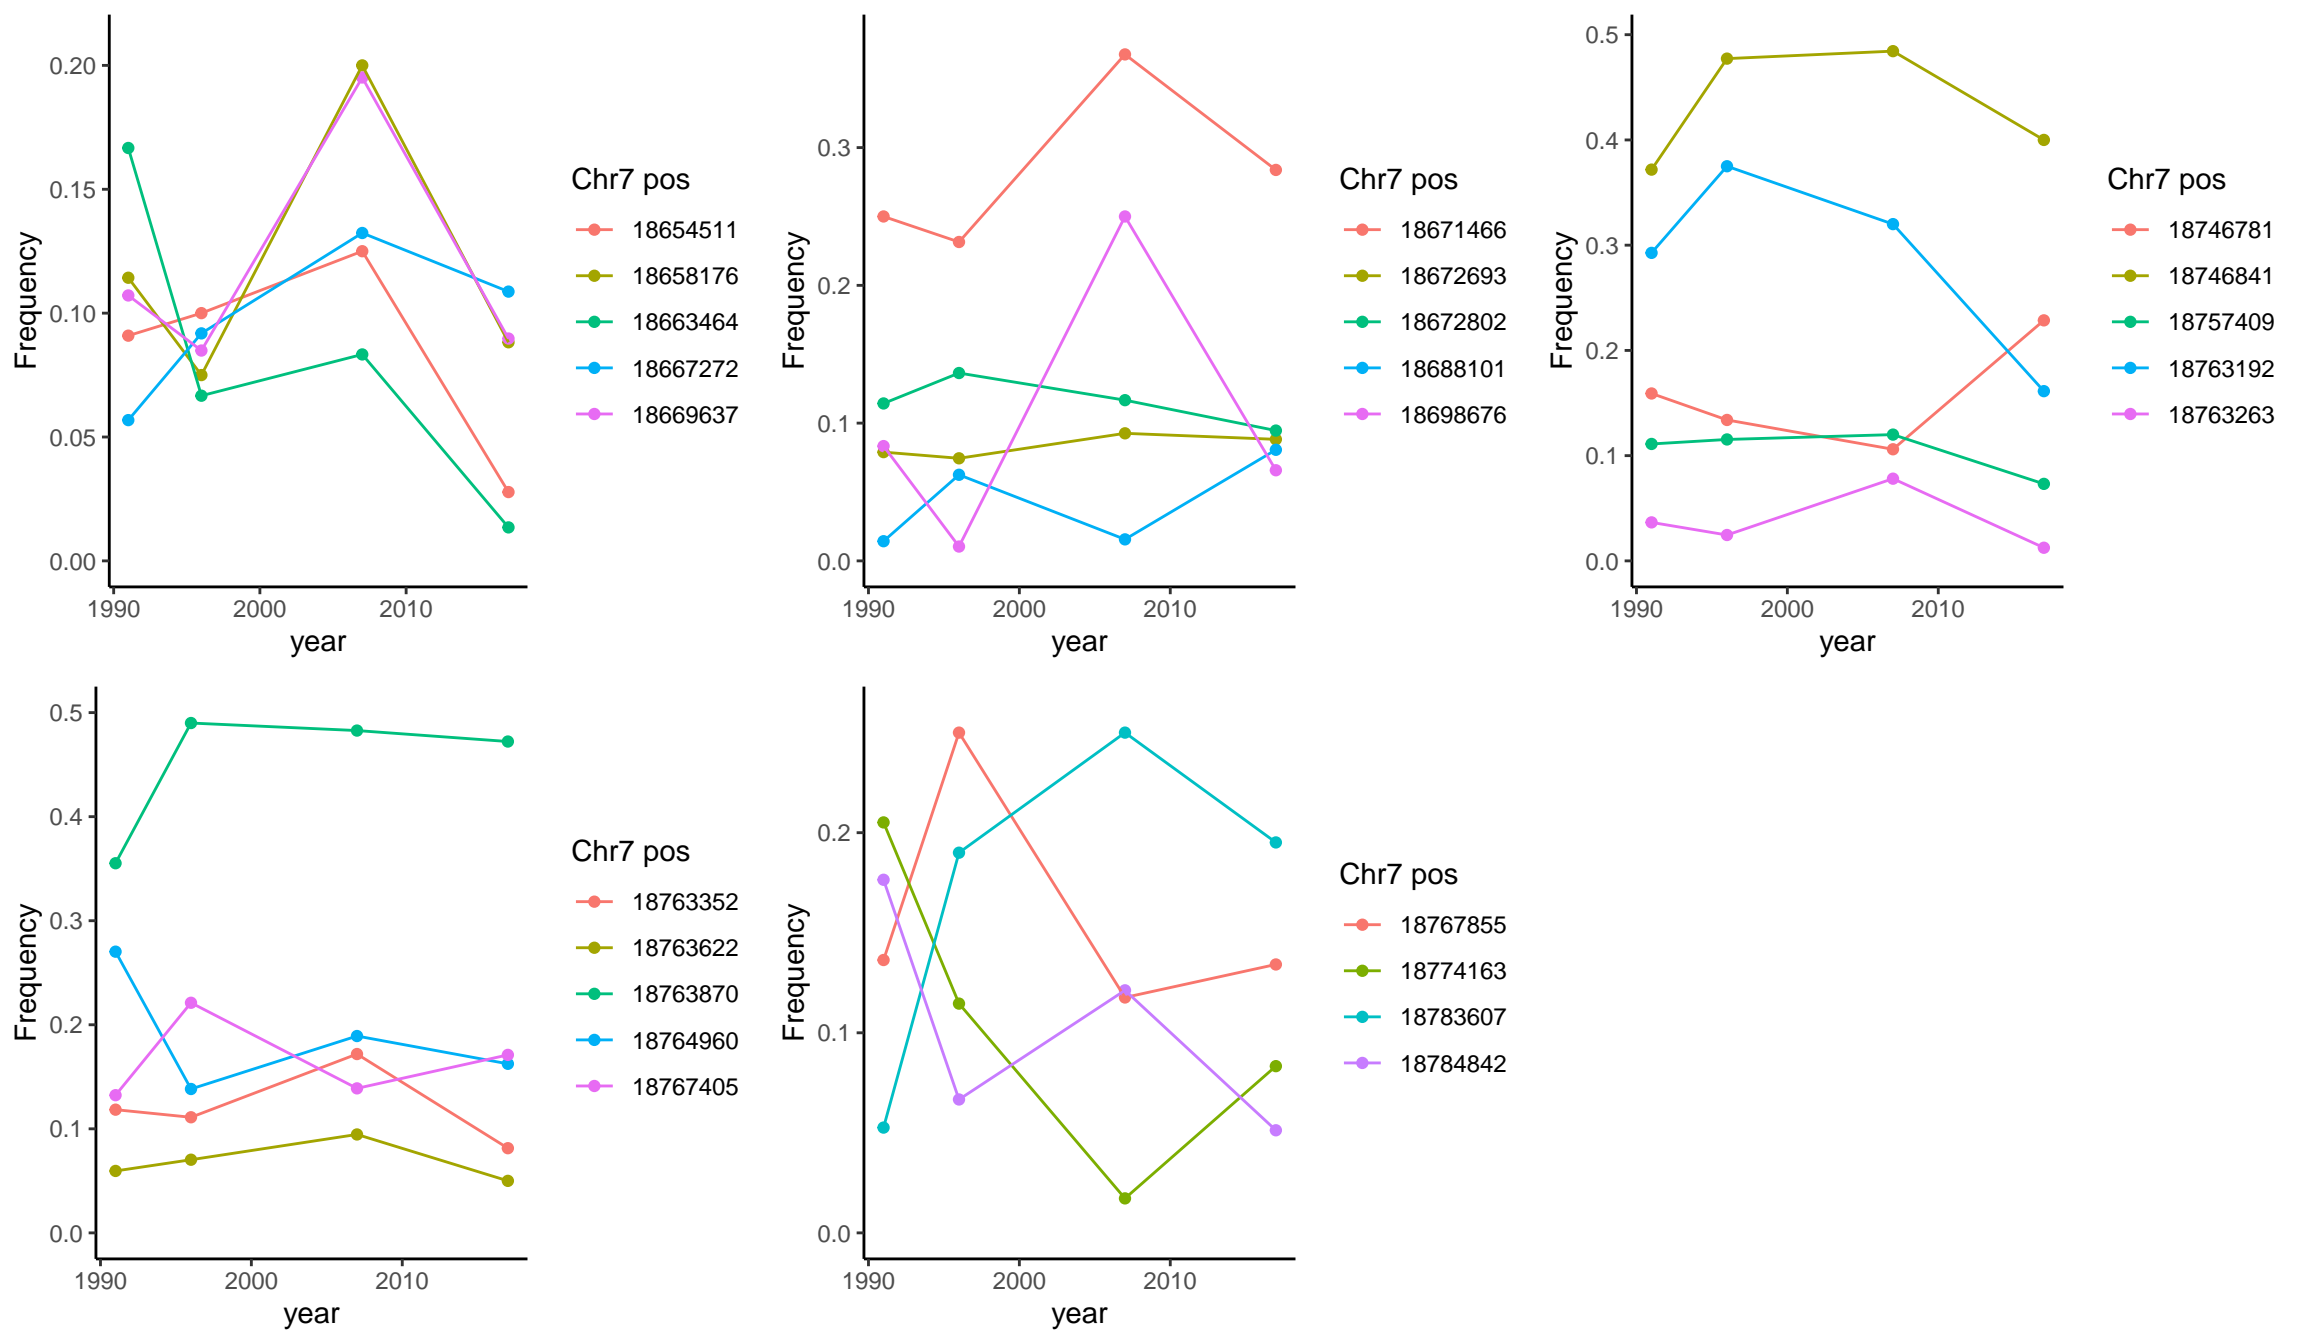 Frequency
0.20
0.15
0.10
0.05
0.00
1990 2000 2010
year
Chr7 pos
18654511
18658176
18663464
18667272
18669637
Frequency
0.3
0.2
0.1
0.0
1990 2000 2010
year
Chr7 pos
18671466
18672693
18672802
18688101
18698676
Frequency
0.5
0.4
0.3
0.2
0.1
0.0
1990 2000 2010
year
Chr7 pos
18746781
18746841
18757409
18763192
18763263
Frequency
0.5
0.4
0.3
0.2
0.1
0.0
1990 2000 2010
year
Chr7 pos
18763352
18763622
18763870
18764960
18767405
Frequency
0.2
0.1
0.0
1990 2000 2010
year
Chr7 pos
18767855
18774163
18783607
18784842